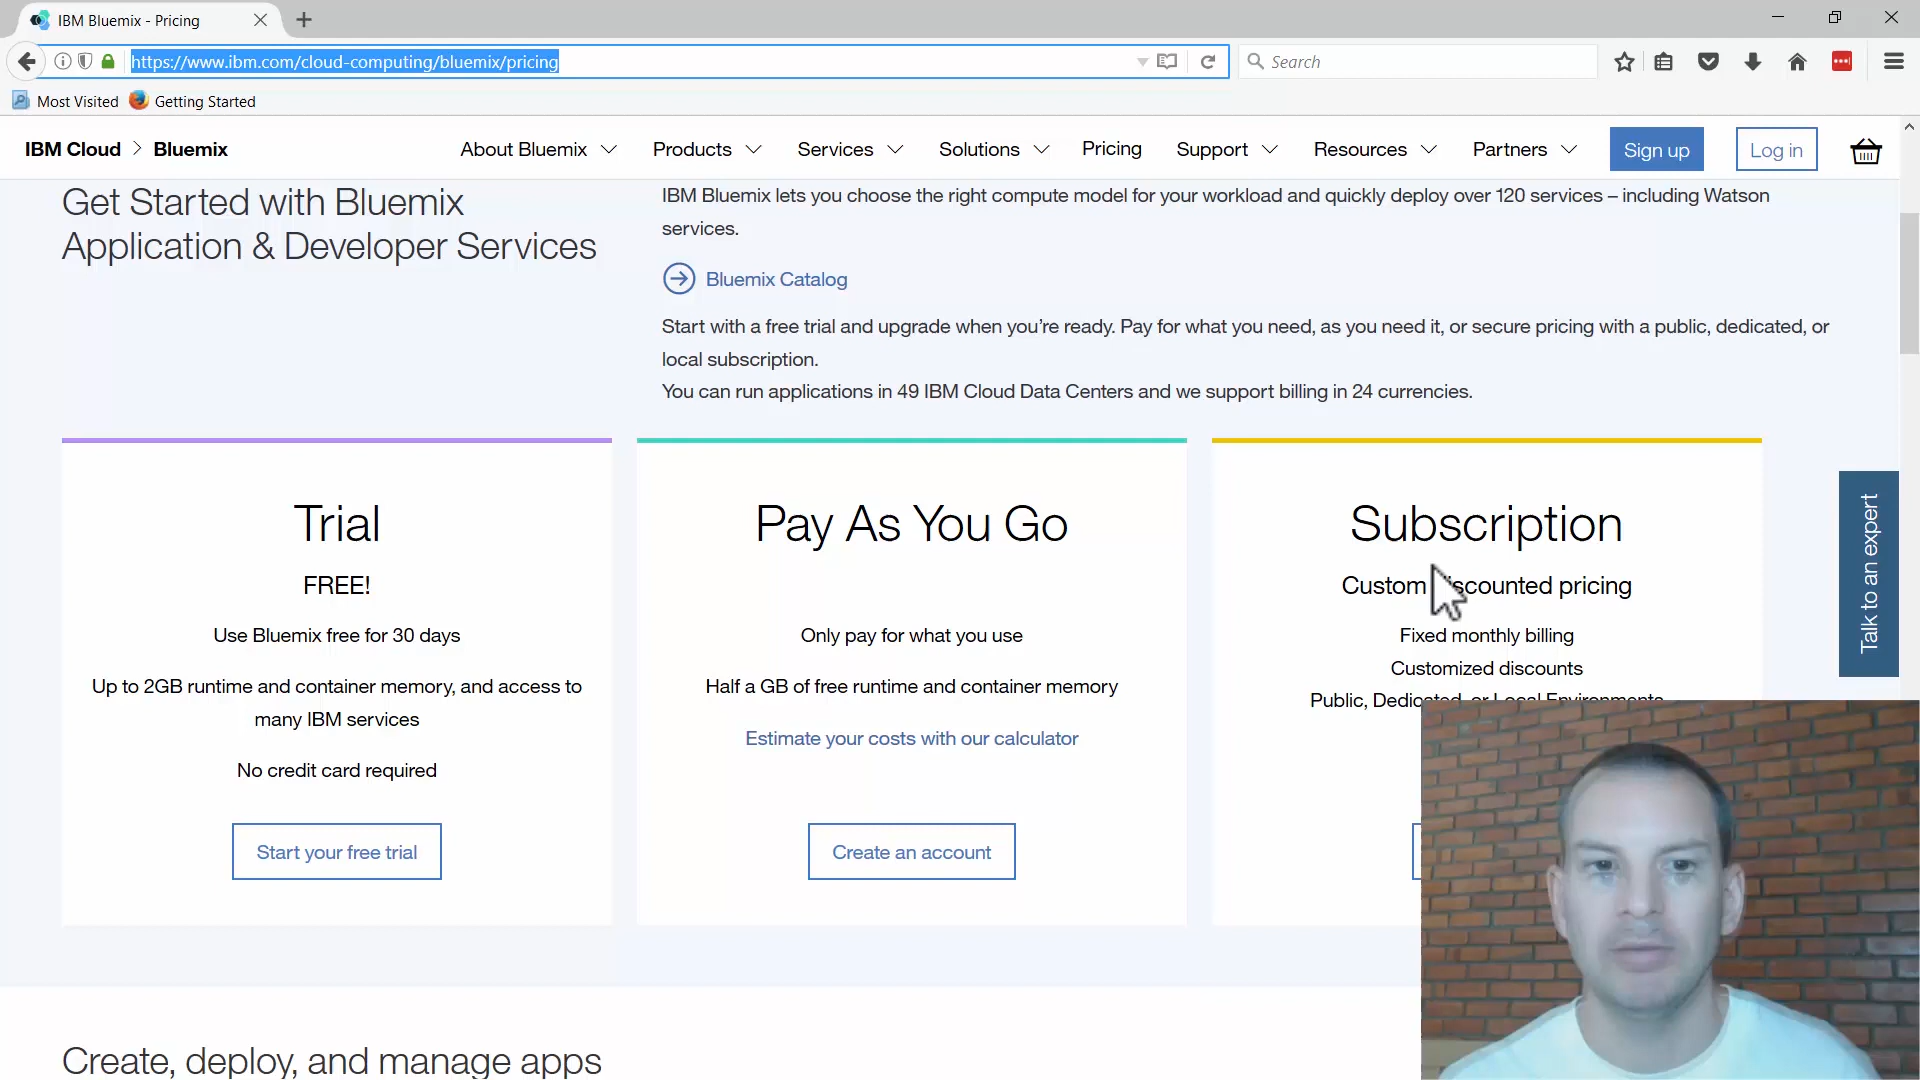 IBM Bluemix - Pricing
https://www.ibm.com/cloud-computing/bluemix/pricing
Search
Most Visited
Getting Started
IBM Cloud > Bluemix
About Bluemix
Products
Services
Solutions
Pricing
Support
Resources
Partners
Sign up
Log in
Get Started with Bluemix
Application & Developer Services
IBM Bluemix lets you choose the right compute model for your workload and quickly deploy over 120 services – including Watson
services.
Bluemix Catalog
Start with a free trial and upgrade when you're ready. Pay for what you need, as you need it, or secure pricing with a public, dedicated, or
local subscription.
You can run applications in 49 IBM Cloud Data Centers and we support billing in 24 currencies.
Trial
FREE!
Use Bluemix free for 30 days
Up to 2GB runtime and container memory, and access to
many IBM services
No credit card required
Start your free trial
Pay As You Go
Only pay for what you use
Half a GB of free runtime and container memory
Estimate your costs with our calculator
Create an account
Subscription
Custom discounted pricing
Fixed monthly billing
Customized discounts
Public, Dedicated, or Local Environments
Talk to an expert
Create, deploy, and manage apps